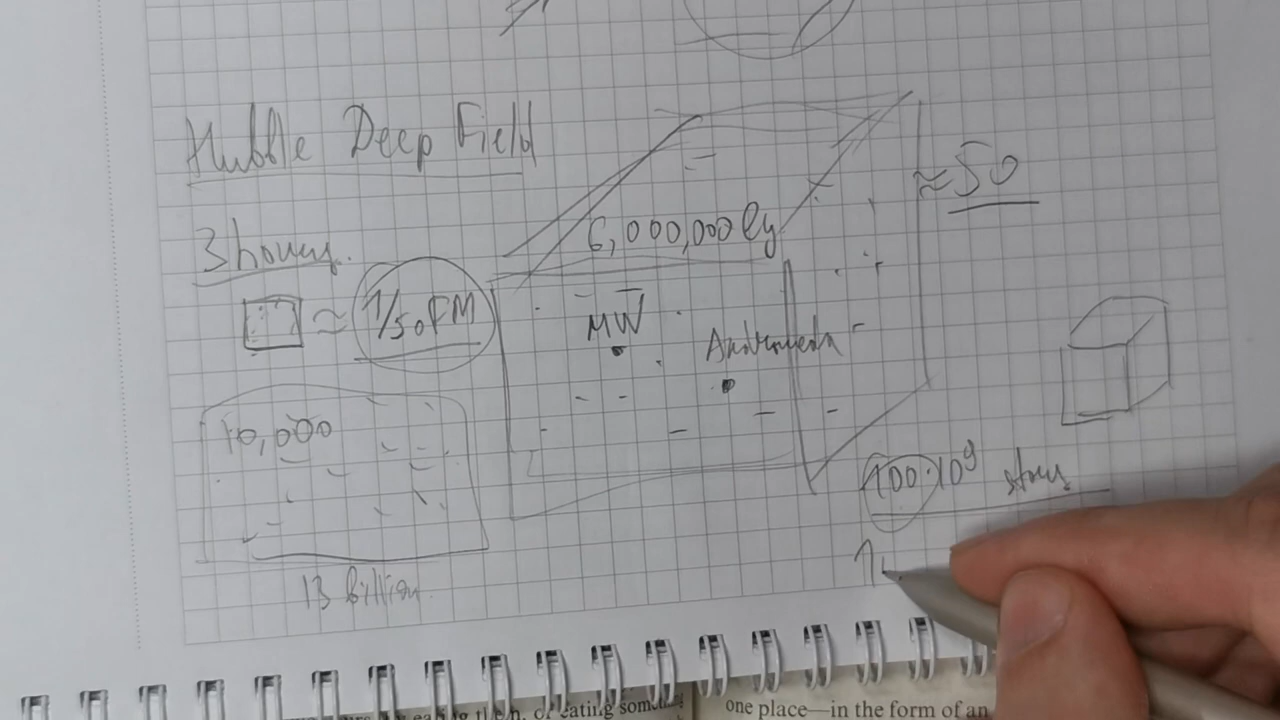 Hubble Deep Field
≈50
3 hours.
6,000,000 ly
≈ 1/50 FM
MW
Andromeda
10,000
100·10⁹ stars
13 billion
one place—in the form of an